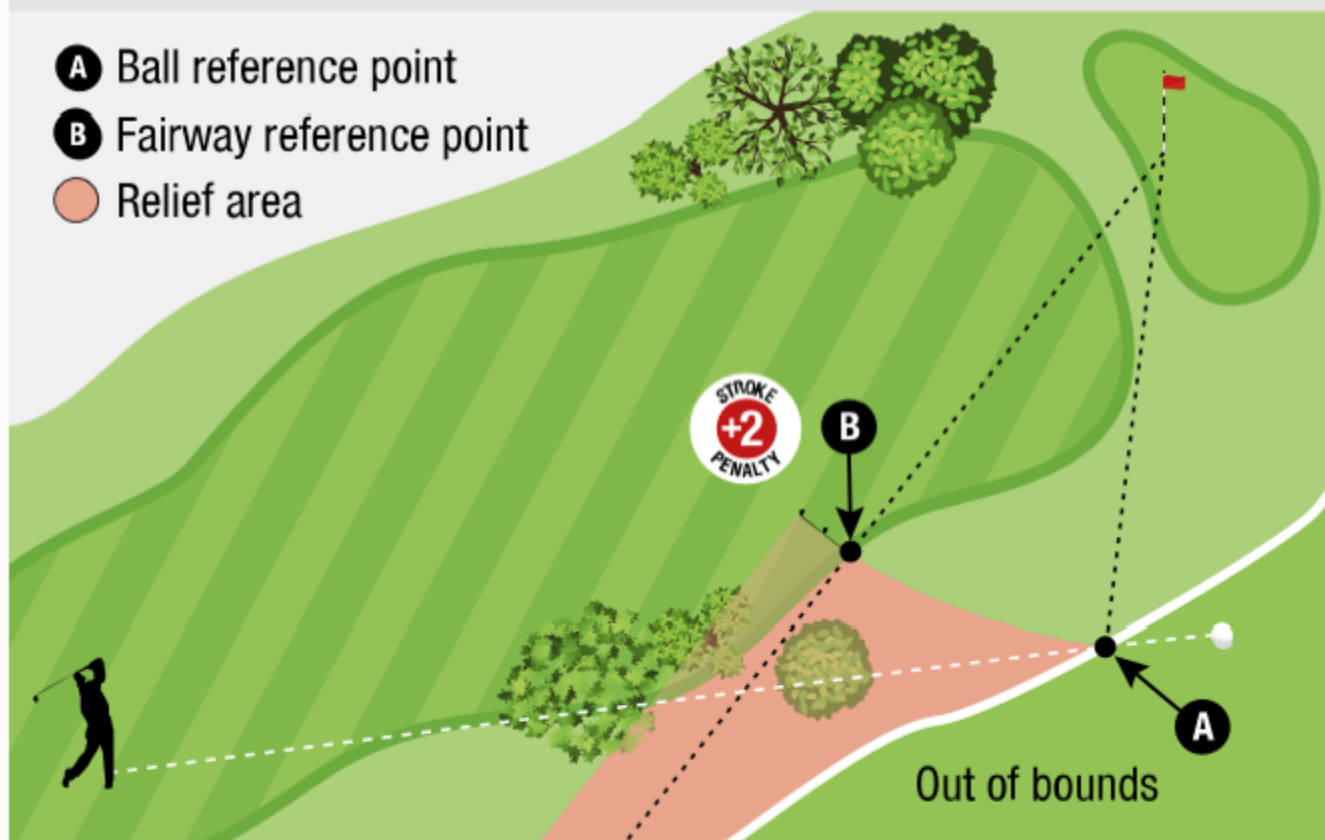 A Ball reference point
B Fairway reference point
Relief area
STROKE
+2
PENALTY
B
A
Out of bounds